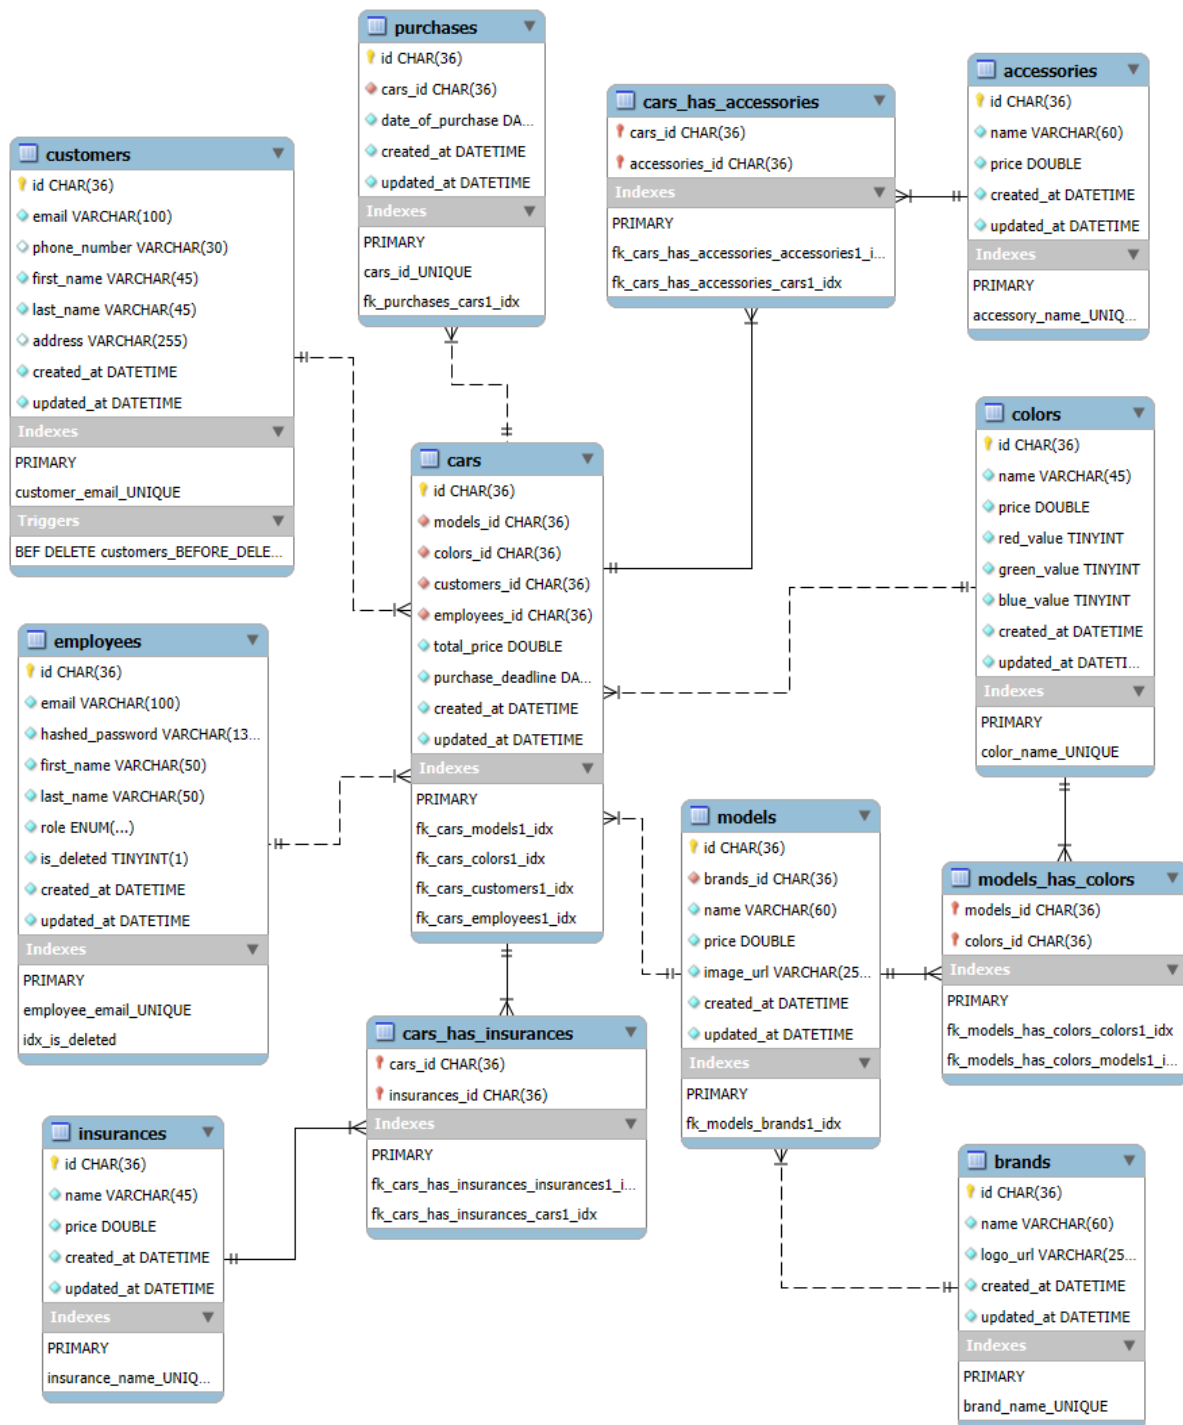 purchases
id CHAR(36)
cars_id CHAR(36)
date_of_purchase DA...
created_at DATETIME
updated_at DATETIME
Indexes
PRIMARY
cars_id_UNIQUE
fk_purchases_cars1_idx
cars_has_accessories
cars_id CHAR(36)
accessories_id CHAR(36)
Indexes
PRIMARY
fk_cars_has_accessories_accessories1_i...
fk_cars_has_accessories_cars1_idx
accessories
id CHAR(36)
name VARCHAR(60)
price DOUBLE
created_at DATETIME
updated_at DATETIME
Indexes
PRIMARY
accessory_name_UNIQ...
customers
id CHAR(36)
email VARCHAR(100)
phone_number VARCHAR(30)
first_name VARCHAR(45)
last_name VARCHAR(45)
address VARCHAR(255)
created_at DATETIME
updated_at DATETIME
Indexes
PRIMARY
customer_email_UNIQUE
Triggers
BEF DELETE customers_BEFORE_DELE...
cars
id CHAR(36)
models_id CHAR(36)
colors_id CHAR(36)
customers_id CHAR(36)
employees_id CHAR(36)
total_price DOUBLE
purchase_deadline DA...
created_at DATETIME
updated_at DATETIME
Indexes
PRIMARY
fk_cars_models1_idx
fk_cars_colors1_idx
fk_cars_customers1_idx
fk_cars_employees1_idx
colors
id CHAR(36)
name VARCHAR(45)
price DOUBLE
red_value TINYINT
green_value TINYINT
blue_value TINYINT
created_at DATETIME
updated_at DATETI...
Indexes
PRIMARY
color_name_UNIQUE
employees
id CHAR(36)
email VARCHAR(100)
hashed_password VARCHAR(13...
first_name VARCHAR(50)
last_name VARCHAR(50)
role ENUM(...)
is_deleted TINYINT(1)
created_at DATETIME
updated_at DATETIME
Indexes
PRIMARY
employee_email_UNIQUE
idx_is_deleted
models
id CHAR(36)
brands_id CHAR(36)
name VARCHAR(60)
price DOUBLE
image_url VARCHAR(25...
created_at DATETIME
updated_at DATETIME
Indexes
PRIMARY
fk_models_brands1_idx
models_has_colors
models_id CHAR(36)
colors_id CHAR(36)
Indexes
PRIMARY
fk_models_has_colors_colors1_idx
fk_models_has_colors_models1_i...
cars_has_insurances
cars_id CHAR(36)
insurances_id CHAR(36)
Indexes
PRIMARY
fk_cars_has_insurances_insurances1_i...
fk_cars_has_insurances_cars1_idx
insurances
id CHAR(36)
name VARCHAR(45)
price DOUBLE
created_at DATETIME
updated_at DATETIME
Indexes
PRIMARY
insurance_name_UNIQ...
brands
id CHAR(36)
name VARCHAR(60)
logo_url VARCHAR(25...
created_at DATETIME
updated_at DATETIME
Indexes
PRIMARY
brand_name_UNIQUE